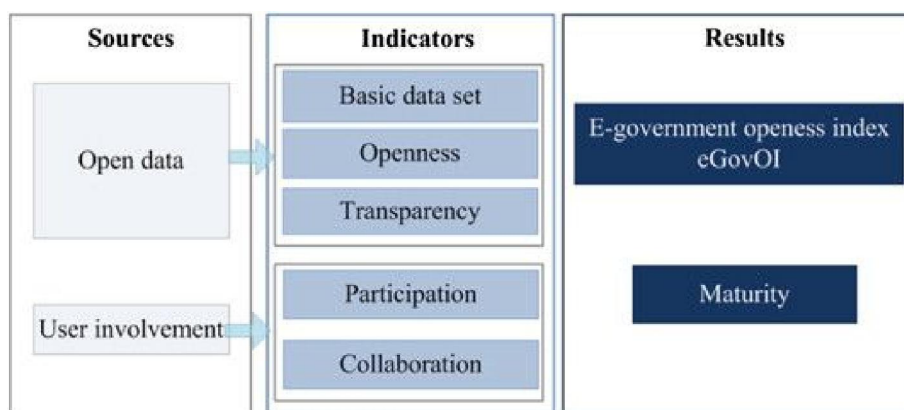 Sources
Open data
User involvement
Indicators
Basic data set
Openness
Transparency
Participation
Collaboration
Results
E-government openess index
eGovOI
Maturity